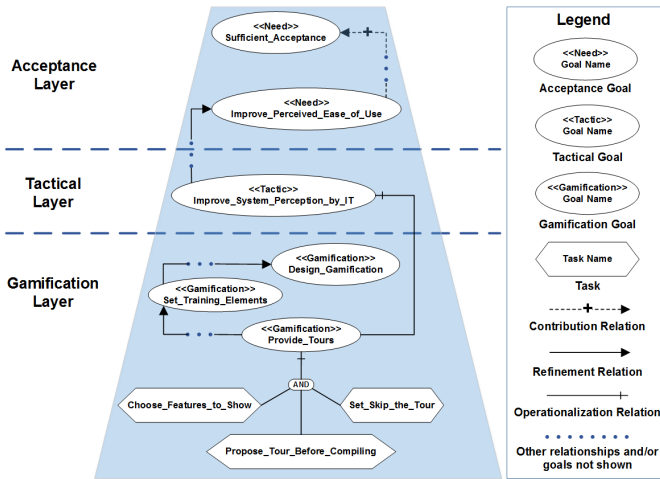 Acceptance
Layer
<<Need>>
Sufficient_Acceptance
+
<<Need>>
Improve_Perceived_Ease_of_Use
Tactical
Layer
<<Tactic>>
Improve_System_Perception_by_IT
Gamification
Layer
<<Gamification>>
Design_Gamification
<<Gamification>>
Set_Training_Elements
<<Gamification>>
Provide_Tours
AND
Choose_Features_to_Show
Set_Skip_the_Tour
Propose_Tour_Before_Compiling
Legend
<<Need>>
Goal Name
Acceptance Goal
<<Tactic>>
Goal Name
Tactical Goal
<<Gamification>>
Goal Name
Gamification Goal
Task Name
Task
+
Contribution Relation
Refinement Relation
Operationalization Relation
Other relationships and/or
goals not shown